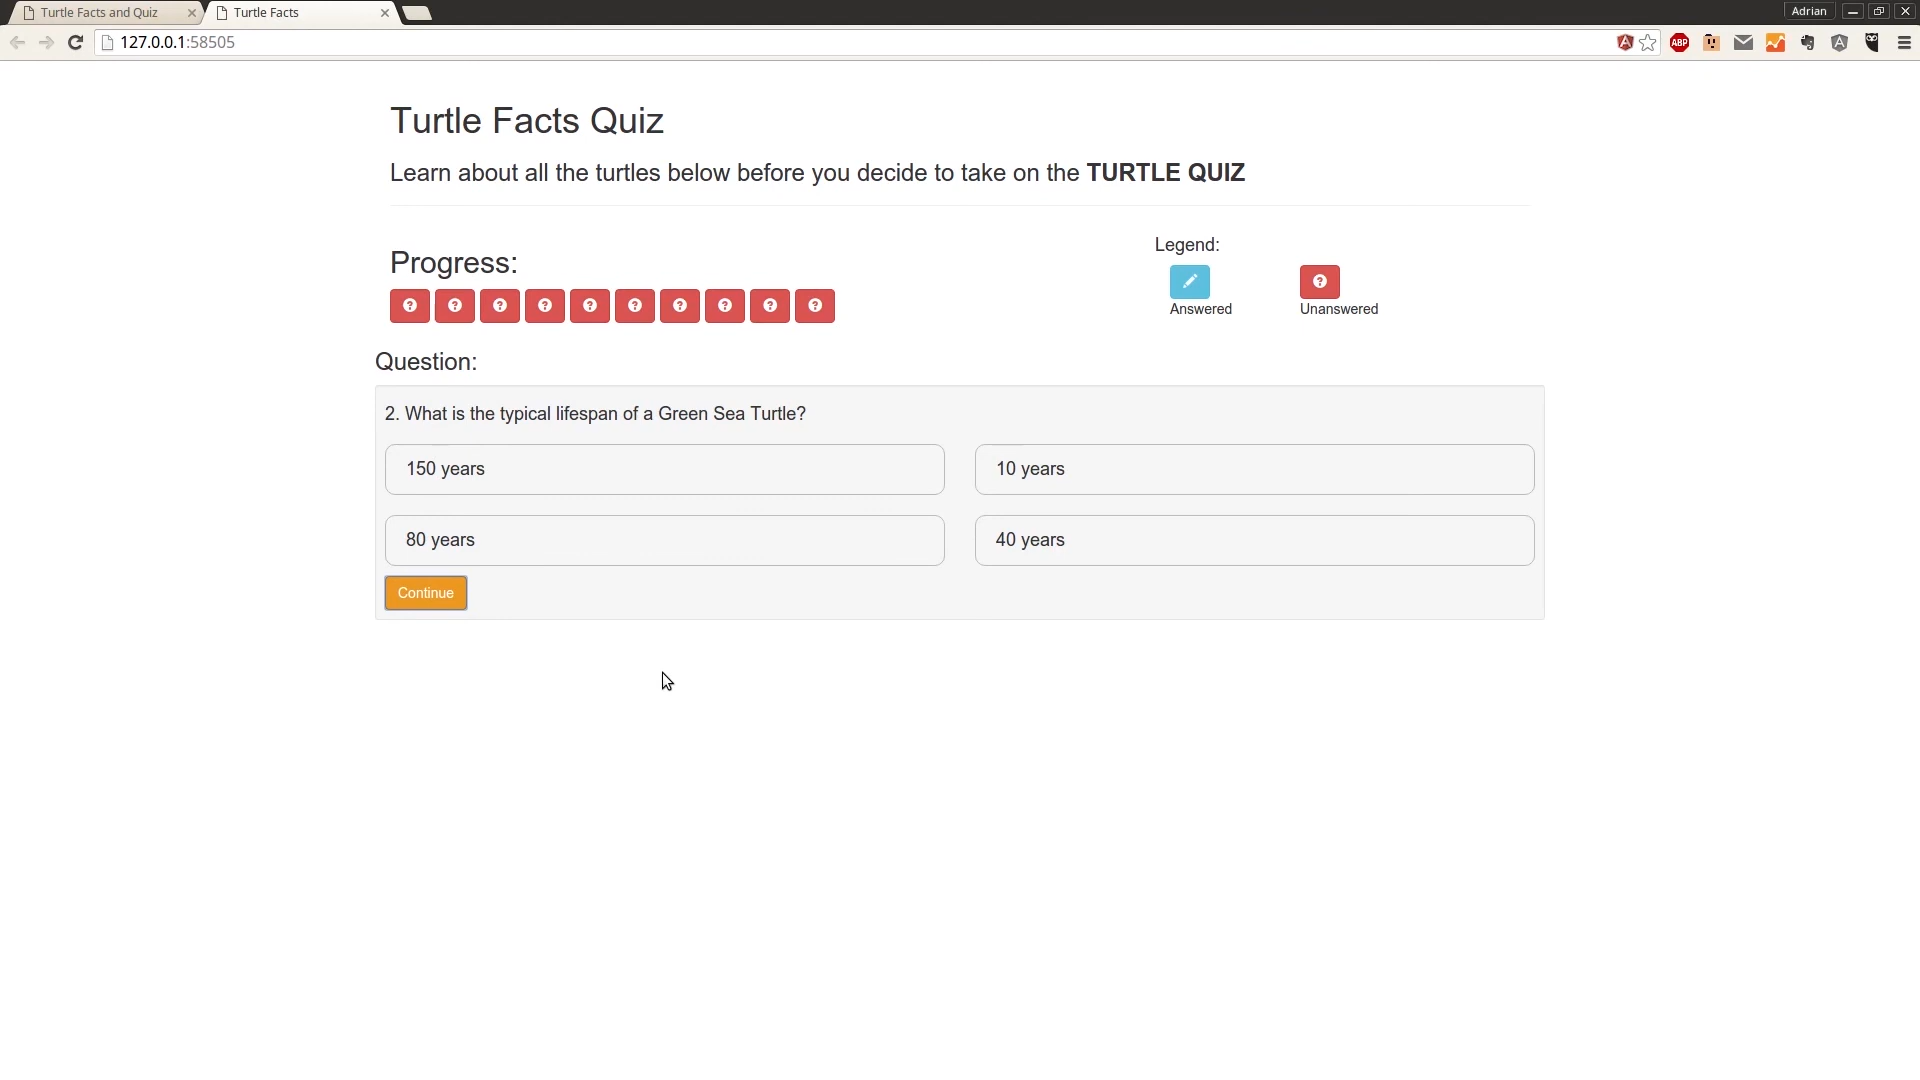 Turtle Facts and Quiz
Turtle Facts
Adrian
127.0.0.1:58505
ABP
Turtle Facts Quiz
Learn about all the turtles below before you decide to take on the TURTLE QUIZ
Progress:
Legend:
Answered
Unanswered
Question:
2. What is the typical lifespan of a Green Sea Turtle?
150 years
10 years
80 years
40 years
Continue